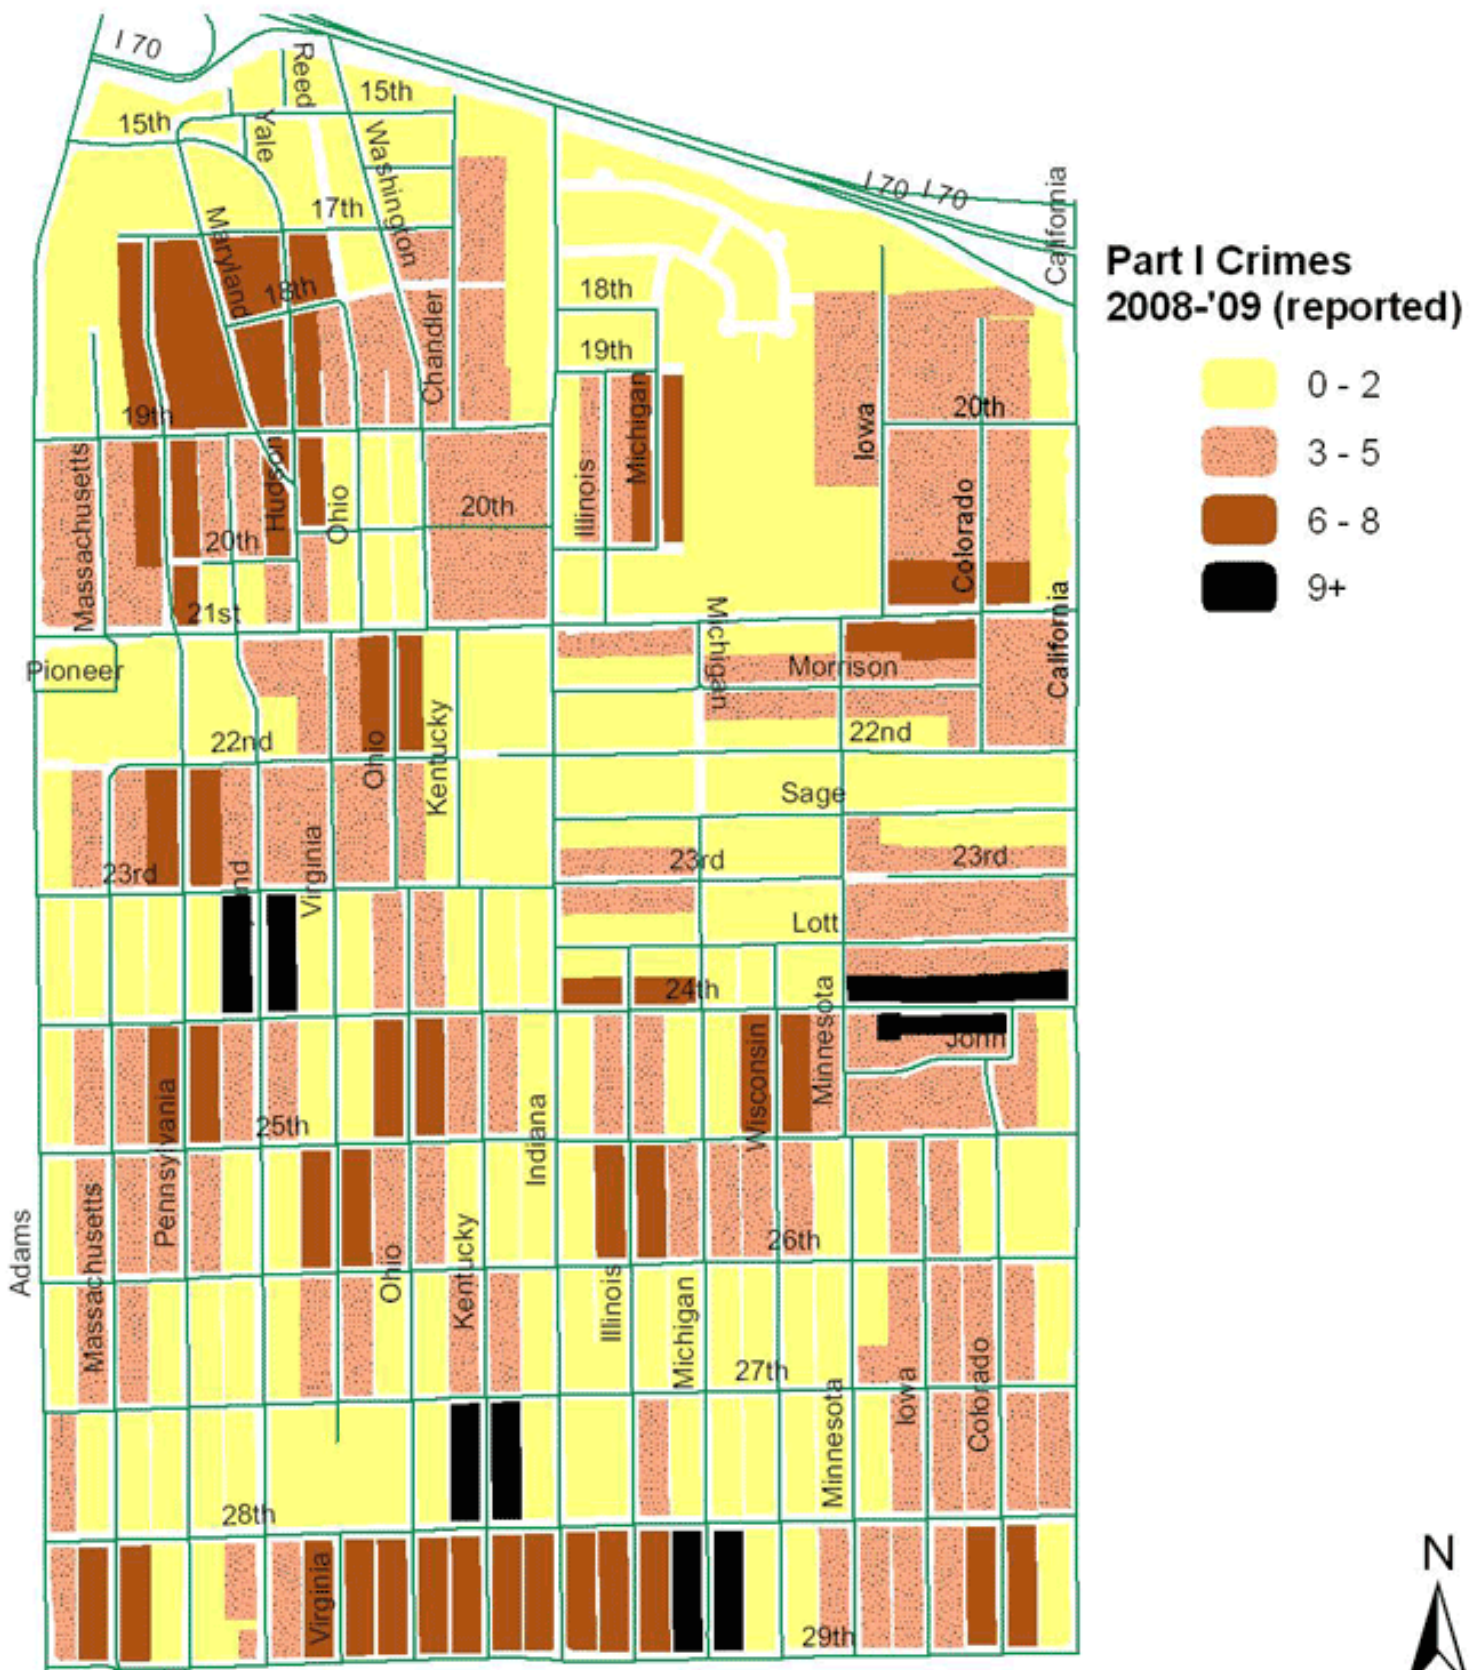 I 70
Reed
15th
15th
Yale
Washington
I 70 I 70
California
17th
Maryland
Part I Crimes
2008-'09 (reported)
18th
18th
Chandler
19th
0 - 2
Michigan
19th
20th
Iowa
3 - 5
Massachusetts
Hudson
Ohio
20th
Illinois
Colorado
6 - 8
20th
9+
21st
Michigan
California
Pioneer
Morrison
22nd
Ohio
Kentucky
22nd
Sage
23rd
nd
Virginia
23rd
23rd
Lott
24th
Minnesota
Wisconsin
John
Pennsylvania
25th
Indiana
Massachusetts
Adams
Ohio
Kentucky
26th
Illinois
Michigan
27th
Minnesota
Iowa
Colorado
28th
Virginia
29th
N